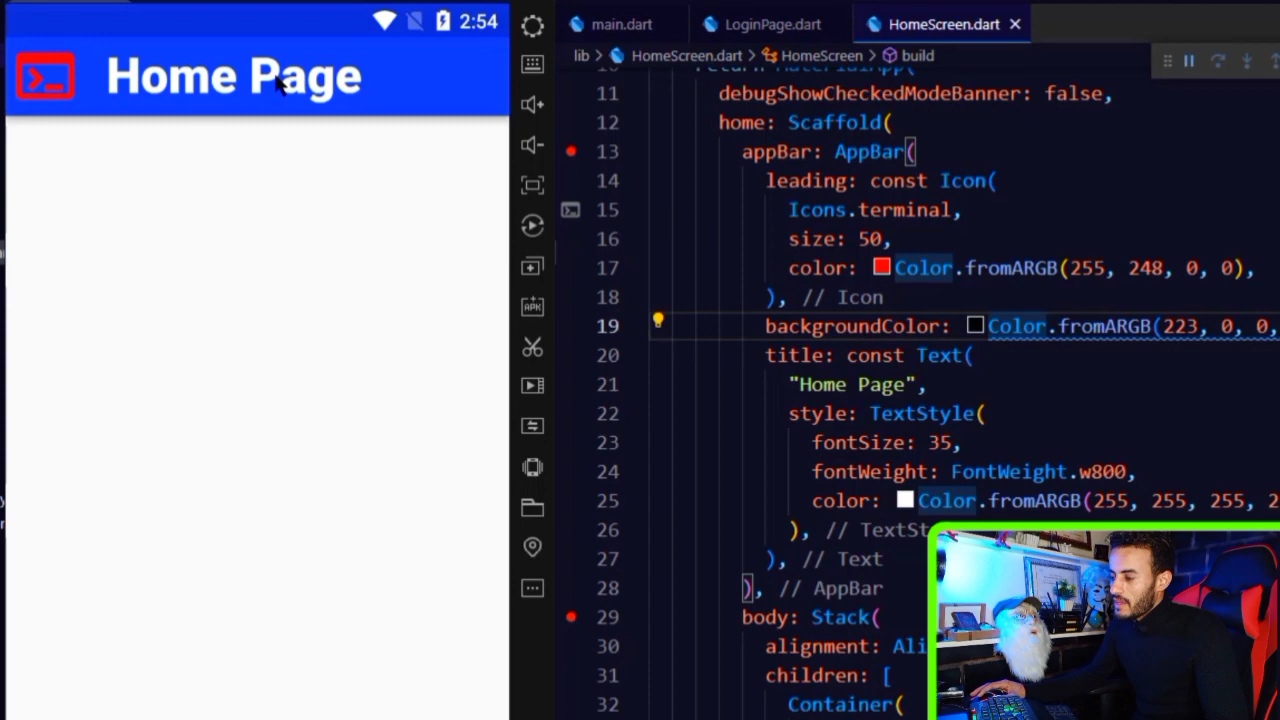 2:54
Home Page
main.dart
LoginPage.dart
HomeScreen.dart
lib > HomeScreen.dart > HomeScreen > build
11 debugShowCheckedModeBanner: false,
12 home: Scaffold(
13 appBar: AppBar(
14 leading: const Icon(
15 Icons.terminal,
16 size: 50,
17 color: Color.fromARGB(255, 248, 0, 0),
18 ), // Icon
19 backgroundColor: Color.fromARGB(223, 0, 0,
20 title: const Text(
21 "Home Page",
22 style: TextStyle(
23 fontSize: 35,
24 fontWeight: FontWeight.w800,
25 color: Color.fromARGB(255, 255, 255, 2
26 ), // TextSt
27 ), // Text
28 ), // AppBar
29 body: Stack(
30 alignment: Ali
31 children: [
32 Container(
APK